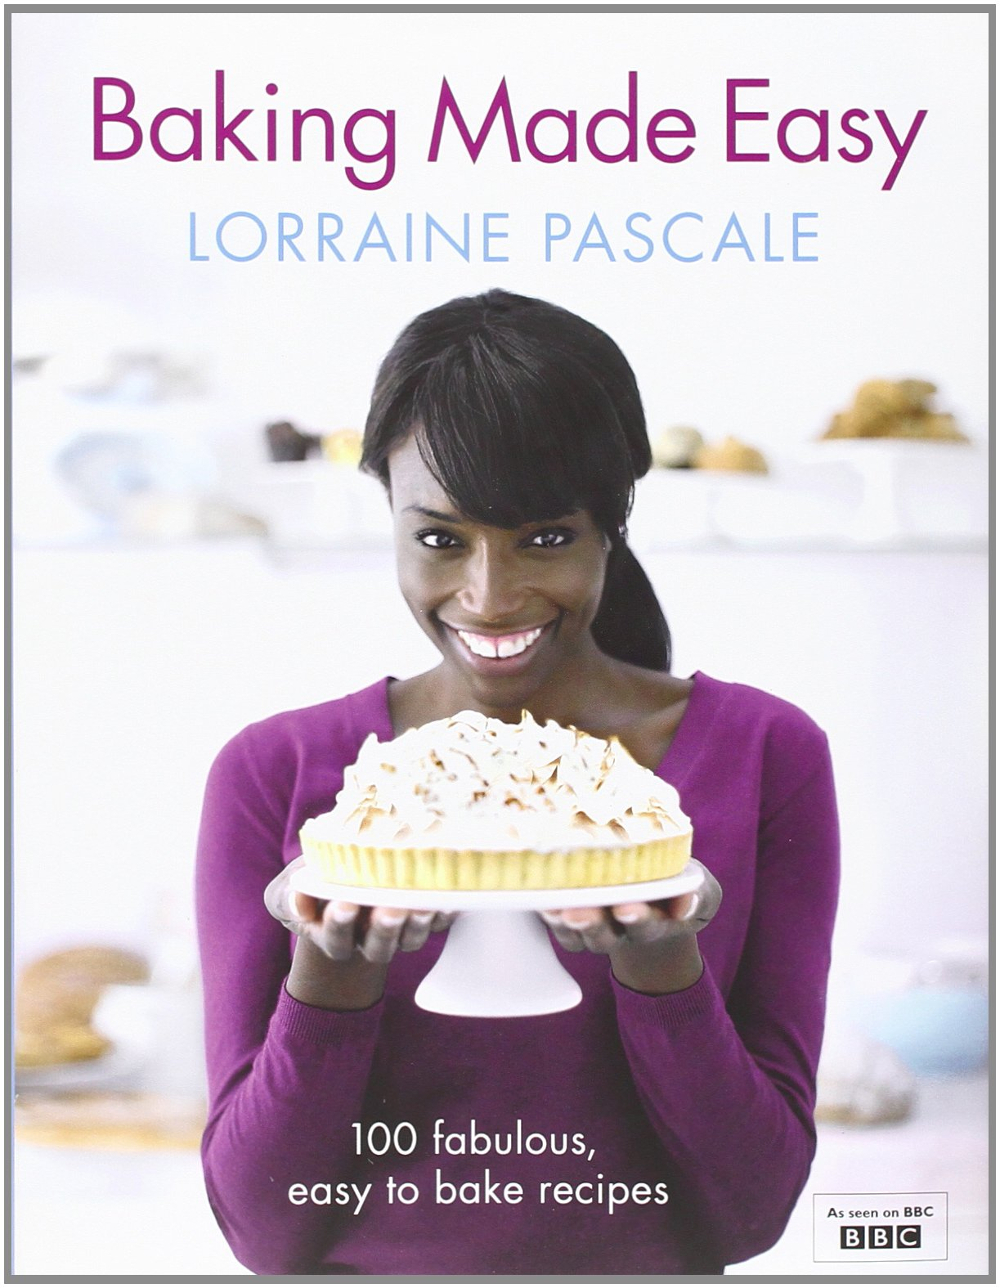 Baking Made Easy
LORRAINE PASCALE
100 fabulous,
easy to bake recipes
As seen on BBC
BBC